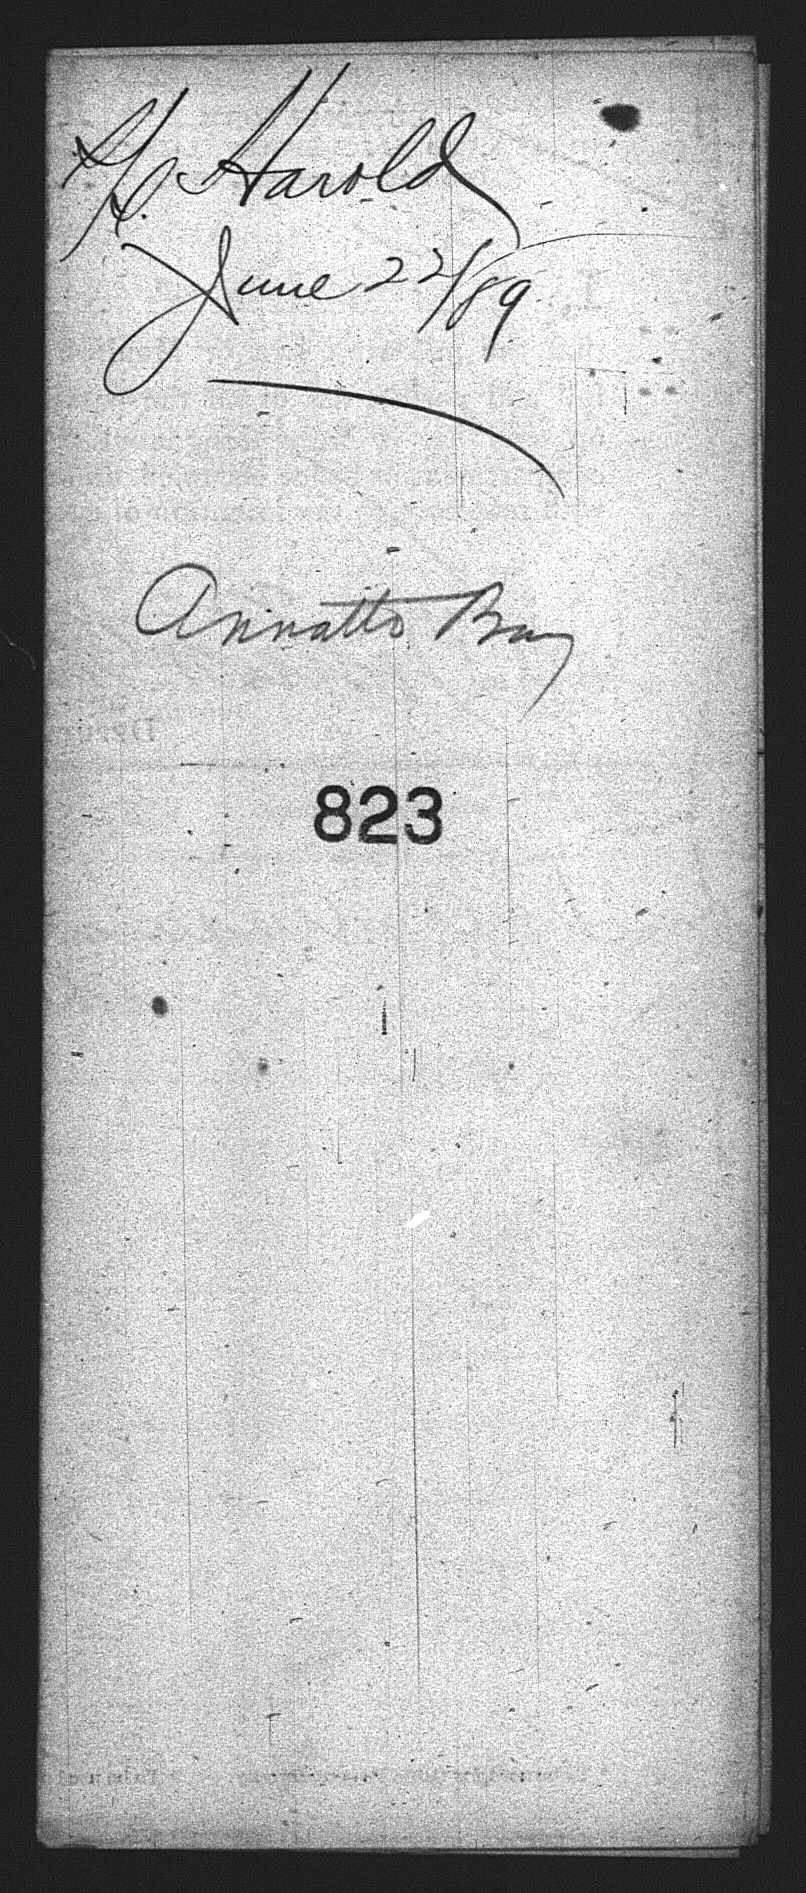 H. Harold
June 22/89
Annatto Bay
823